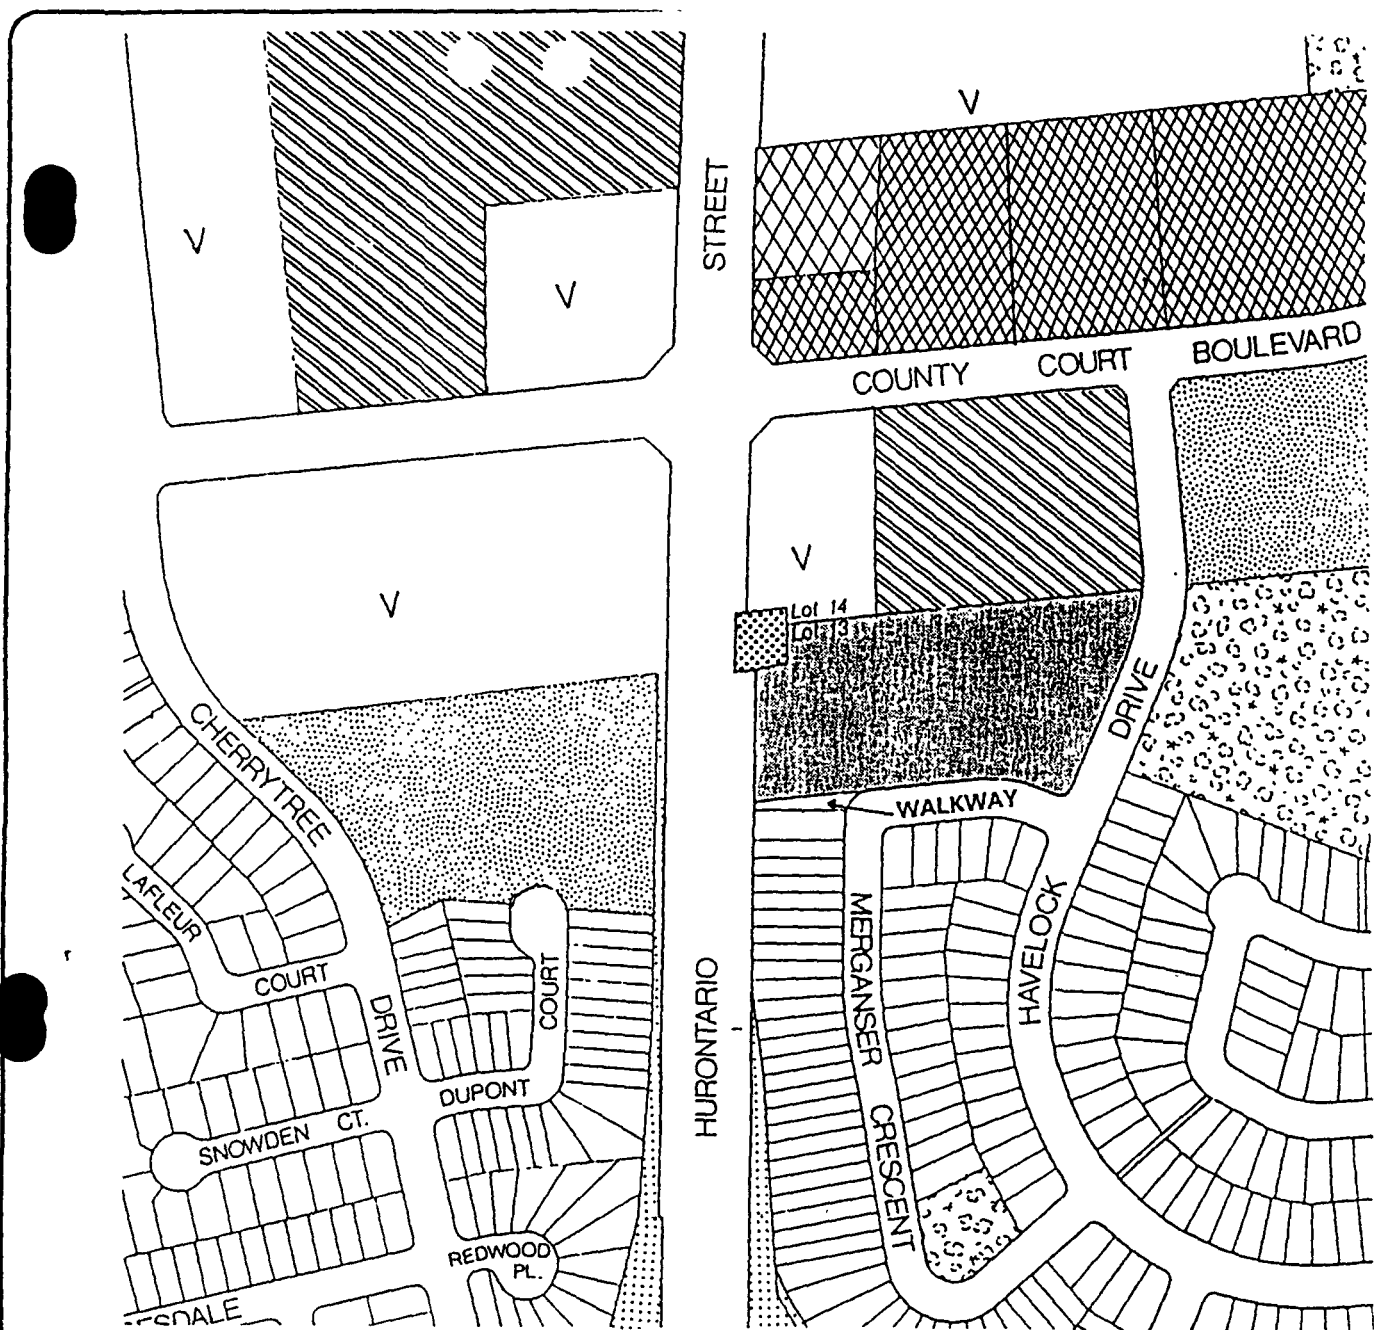 V
V
V
STREET
COUNTY COURT BOULEVARD
V
V
Lot 14
Lot 13
DRIVE
CHERRYTREE
WALKWAY
LAFLEUR
COURT
DRIVE
COURT
DUPONT
HURONTARIO
MERGANSER
CRESCENT
HAVELOCK
SNOWDEN CT.
REDWOOD
PL.
ESDALE